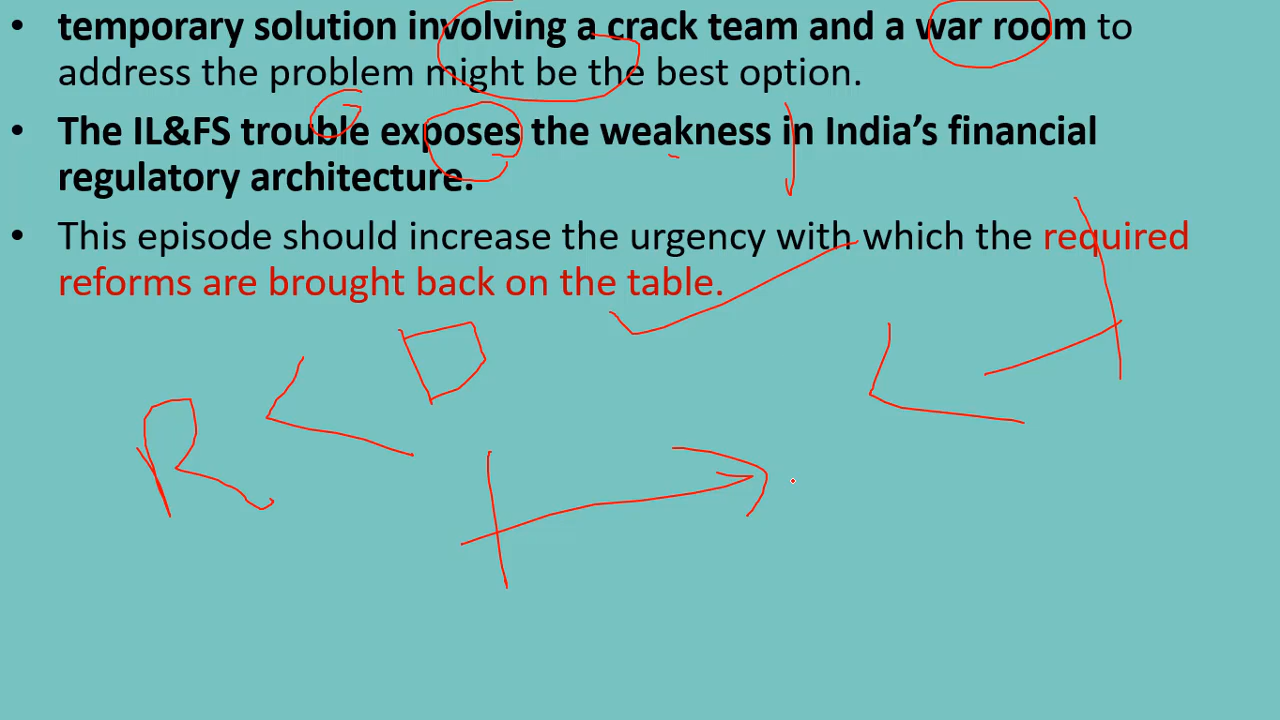 • temporary solution involving a crack team and a war room to
address the problem might be the best option.
• The IL&FS trouble exposes the weakness in India’s financial
regulatory architecture.
• This episode should increase the urgency with which the required
reforms are brought back on the table.
R